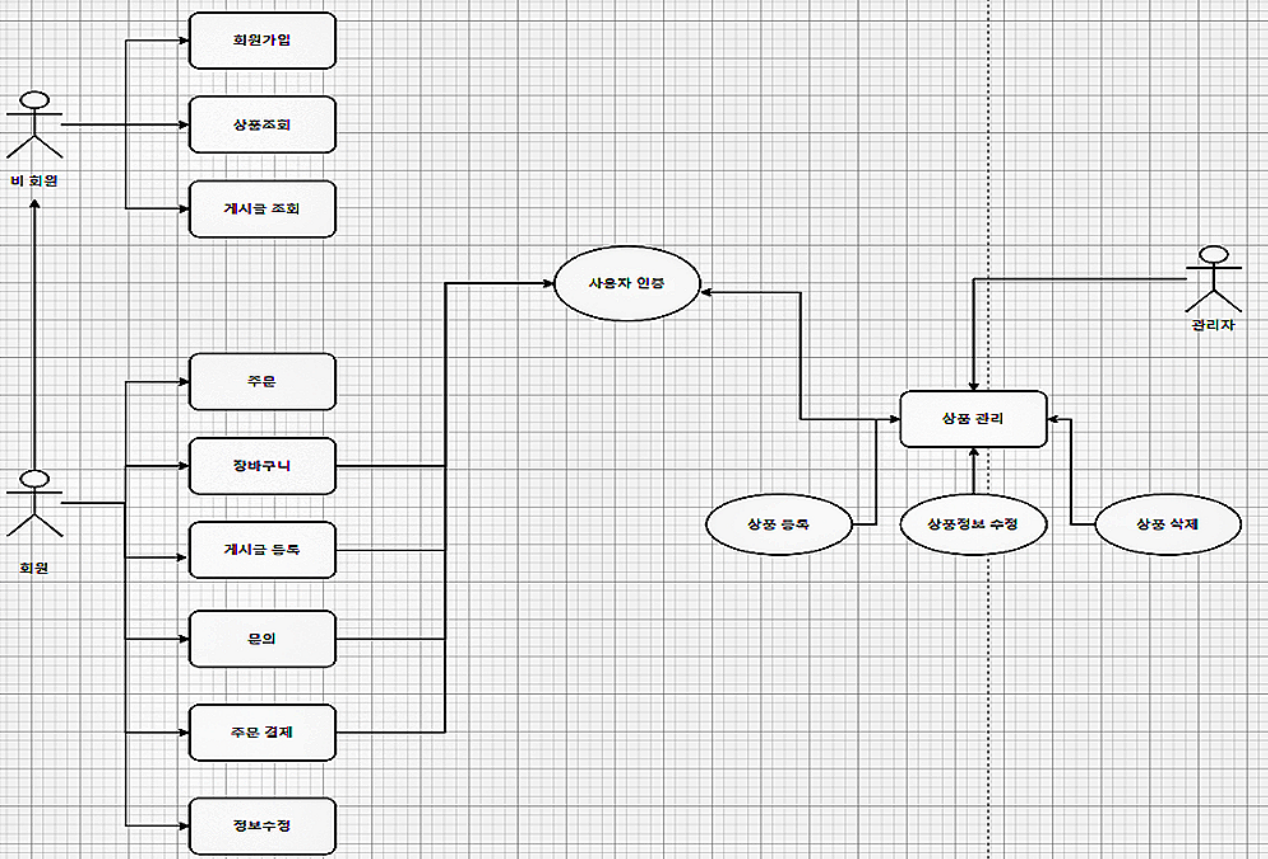 회원가입
상품조회
비 회원
게시글 조회
사용자 인증
관리자
주문
상품 관리
장바구니
상품 등록
상품정보 수정
상품 삭제
게시글 등록
회원
문의
주문 결제
정보수정